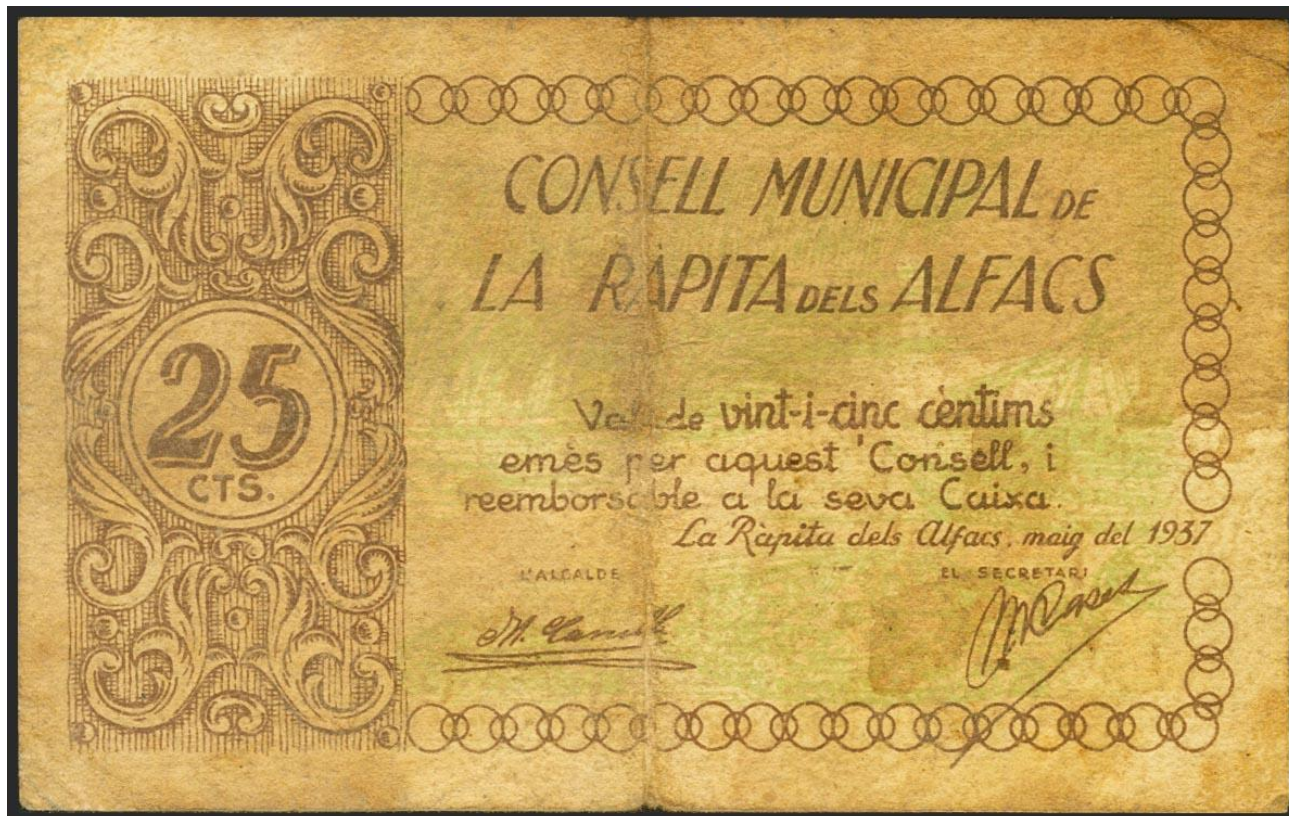 CONSELL MUNICIPAL DE
LA RÀPITA DELS ALFACS
25
CTS.
Val de vint-i-cinc cèntims
emès per aquest Consell, i
reemborsable a la seva Caixa.
La Ràpita dels Alfacs, maig del 1937
L'ALCALDE EL SECRETARI